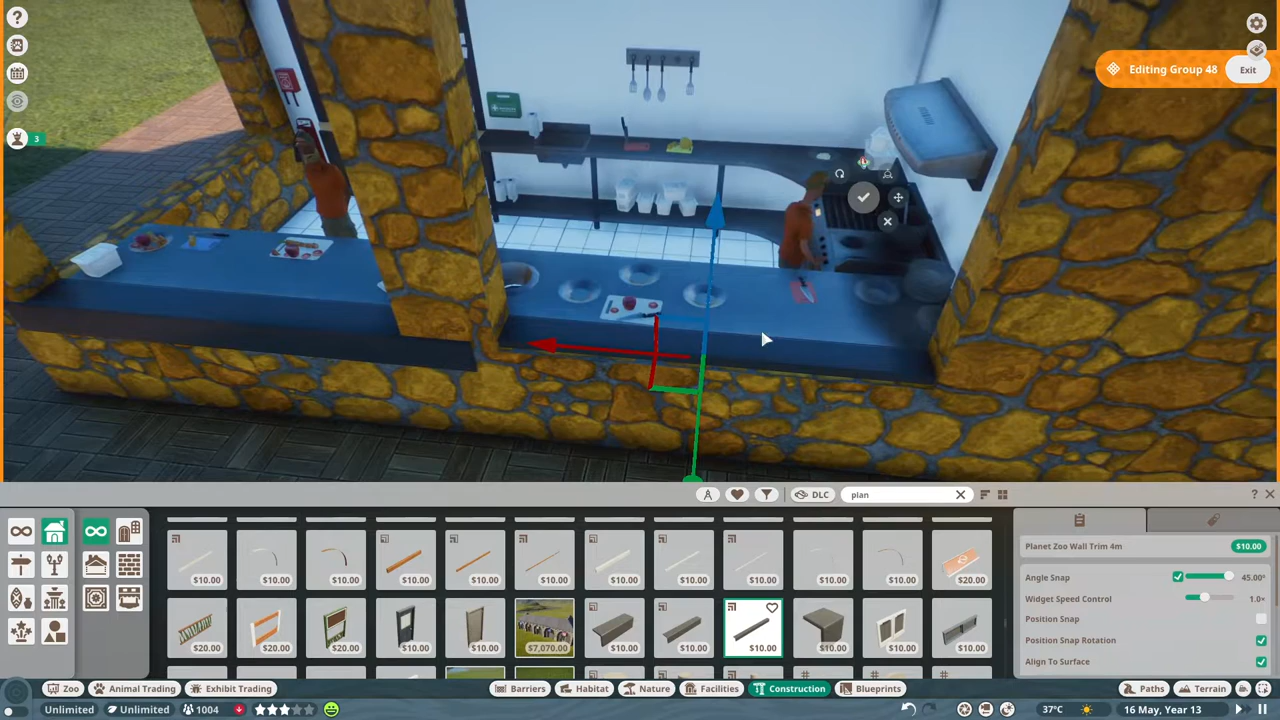 Editing Group 48
Exit
3
DLC
plan
Planet Zoo Wall Trim 4m
$10.00
$10.00 $10.00 $10.00 $10.00 $10.00 $10.00 $10.00 $10.00 $10.00 $10.00 $10.00 $20.00
Angle Snap
45.00°
Widget Speed Control
1.0×
Position Snap
Position Snap Rotation
Align To Surface
$20.00 $20.00 $20.00 $10.00 $10.00 $7,070.00 $10.00 $10.00 $10.00 $10.00 $10.00 $10.00
Zoo Animal Trading Exhibit Trading Barriers Habitat Nature Facilities Construction Blueprints Paths Terrain
Unlimited Unlimited 1004 37°C 16 May, Year 13